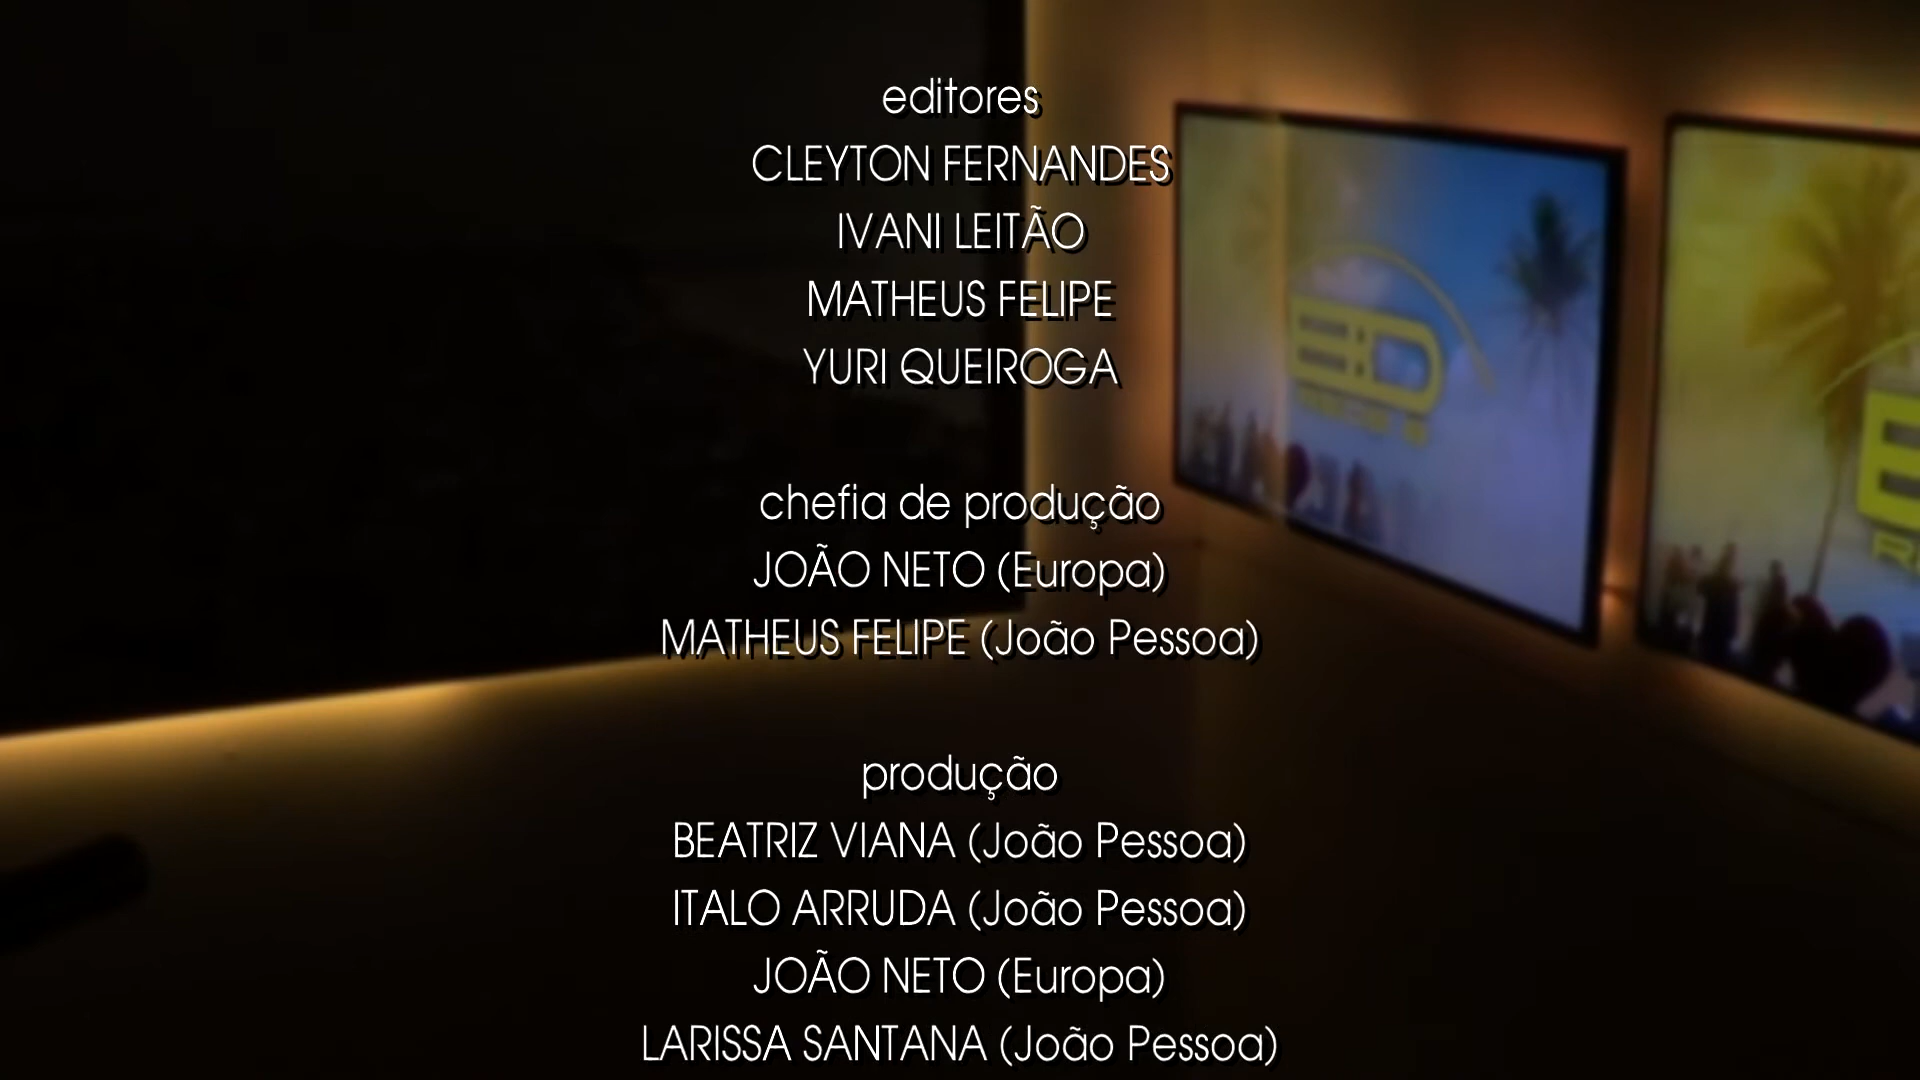 editores
CLEYTON FERNANDES
IVANI LEITÃO
MATHEUS FELIPE
YURI QUEIROGA
chefia de produção
JOÃO NETO (Europa)
MATHEUS FELIPE (João Pessoa)
produção
BEATRIZ VIANA (João Pessoa)
ITALO ARRUDA (João Pessoa)
JOÃO NETO (Europa)
LARISSA SANTANA (João Pessoa)